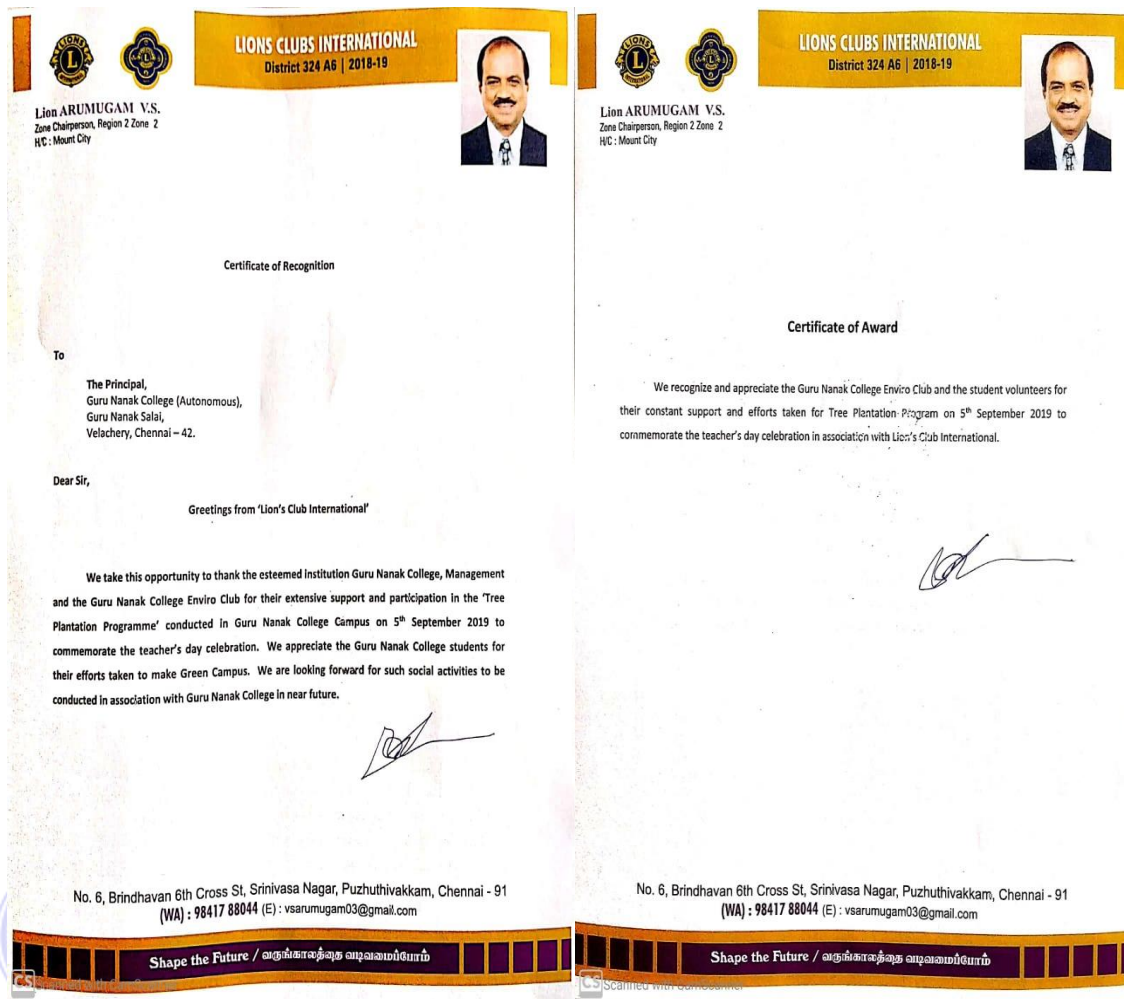 LIONS CLUBS INTERNATIONAL
District 324 A6 | 2018-19
LIONS
L
INTERNATIONAL
Lion ARUMUGAM V.S.
Zone Chairperson, Region 2 Zone 2
H/C : Mount City
Certificate of Recognition
To
The Principal,
Guru Nanak College (Autonomous),
Guru Nanak Salai,
Velachery, Chennai – 42.
Dear Sir,
Greetings from 'Lion's Club International'
We take this opportunity to thank the esteemed institution Guru Nanak College, Management
and the Guru Nanak College Enviro Club for their extensive support and participation in the 'Tree
Plantation Programme' conducted in Guru Nanak College Campus on 5th September 2019 to
commemorate the teacher's day celebration. We appreciate the Guru Nanak College students for
their efforts taken to make Green Campus. We are looking forward for such social activities to be
conducted in association with Guru Nanak College in near future.
No. 6, Brindhavan 6th Cross St, Srinivasa Nagar, Puzhuthivakkam, Chennai - 91
(WA) : 98417 88044 (E) : vsarumugam03@gmail.com
Shape the Future / வருங்காலத்தை வடிவமைப்போம்
CS Scanned with CamScanner
LIONS CLUBS INTERNATIONAL
District 324 A6 | 2018-19
LIONS
L
INTERNATIONAL
Lion ARUMUGAM V.S.
Zone Chairperson, Region 2 Zone 2
H/C : Mount City
Certificate of Award
We recognize and appreciate the Guru Nanak College Enviro Club and the student volunteers for
their constant support and efforts taken for Tree Plantation Program on 5th September 2019 to
commemorate the teacher's day celebration in association with Lion's Club International.
No. 6, Brindhavan 6th Cross St, Srinivasa Nagar, Puzhuthivakkam, Chennai - 91
(WA) : 98417 88044 (E) : vsarumugam03@gmail.com
Shape the Future / வருங்காலத்தை வடிவமைப்போம்
CS Scanned with CamScanner